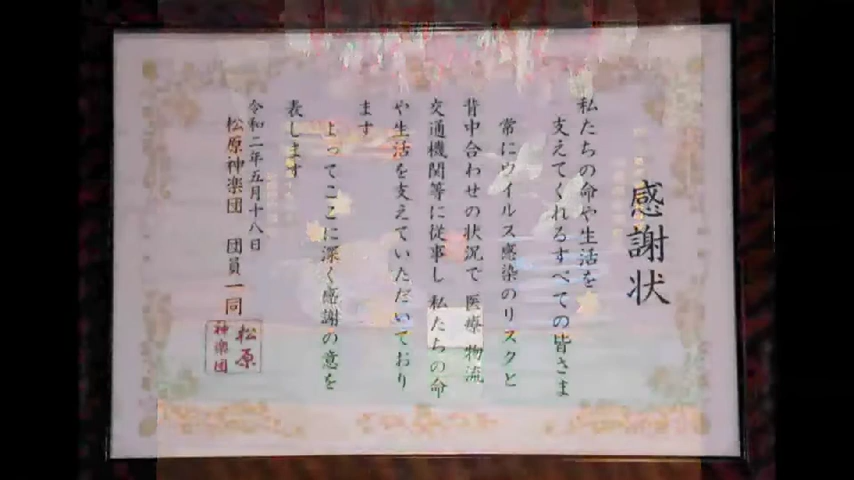 感謝状
私たちの命や生活を
支えてくれるすべての皆さま
常にウイルス感染のリスクと
背中合わせの状況で 医療 物流
交通機関等に従事し 私たちの命
や生活を支えていただいており
ます
よってここに深く感謝の意を
表します
令和二年五月十八日
松原神楽団 団員一同
松原
神楽団